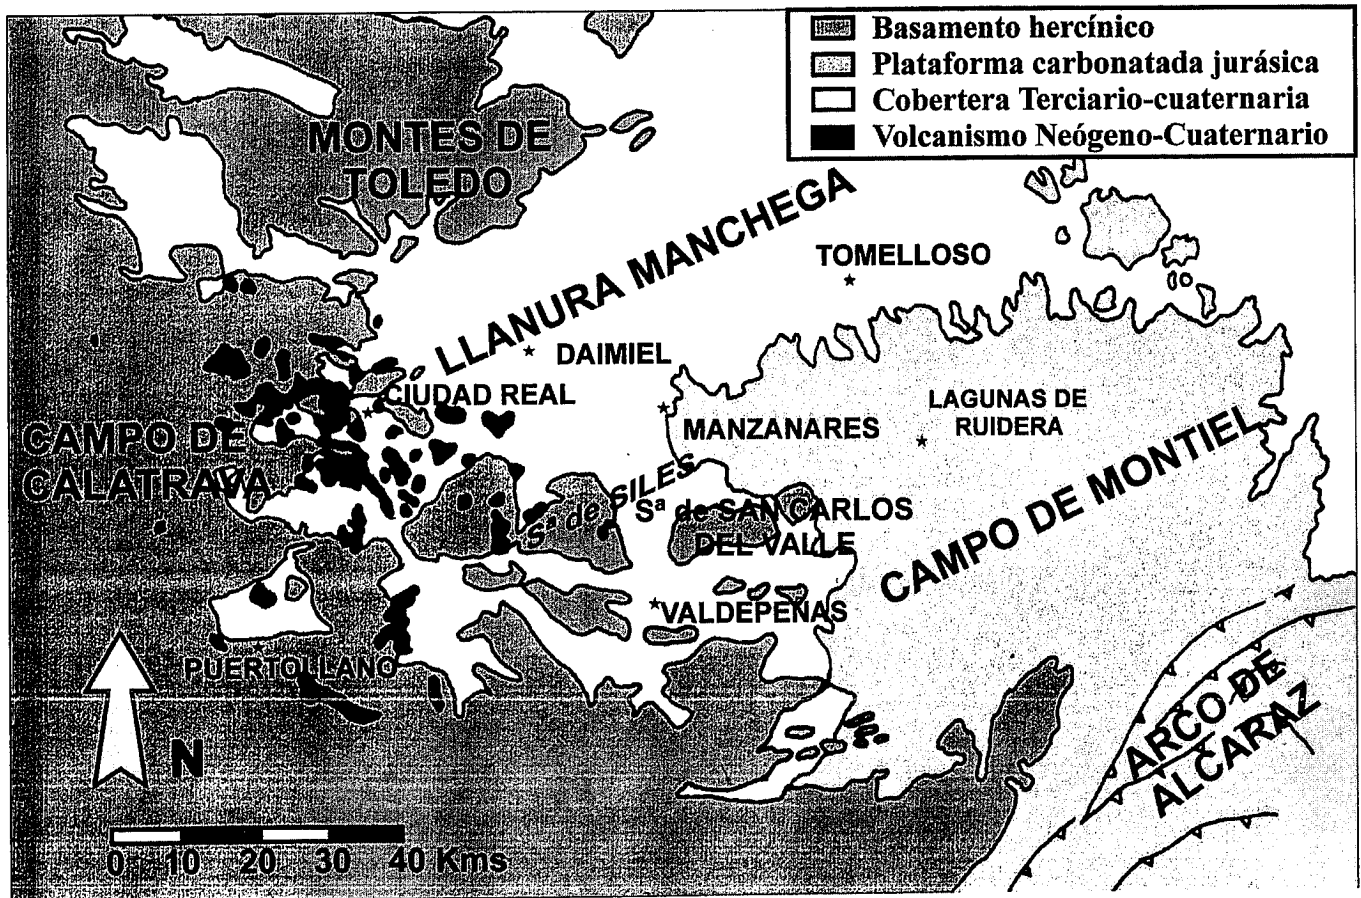 Basamento hercínico
Plataforma carbonatada jurásica
Cobertera Terciario-cuaternaria
Volcanismo Neógeno-Cuaternario
MONTES DE
TOLEDO
LLANURA MANCHEGA
TOMELLOSO
DAIMIEL
CIUDAD REAL
MANZANARES
LAGUNAS DE
RUIDERA
CAMPO DE
CALATRAVA
Sª de SILES
Sª de SAN CARLOS
DEL VALLE
CAMPO DE MONTIEL
VALDEPEÑAS
PUERTOLLANO
ARCO DE
ALCARAZ
N
0 10 20 30 40 Kms